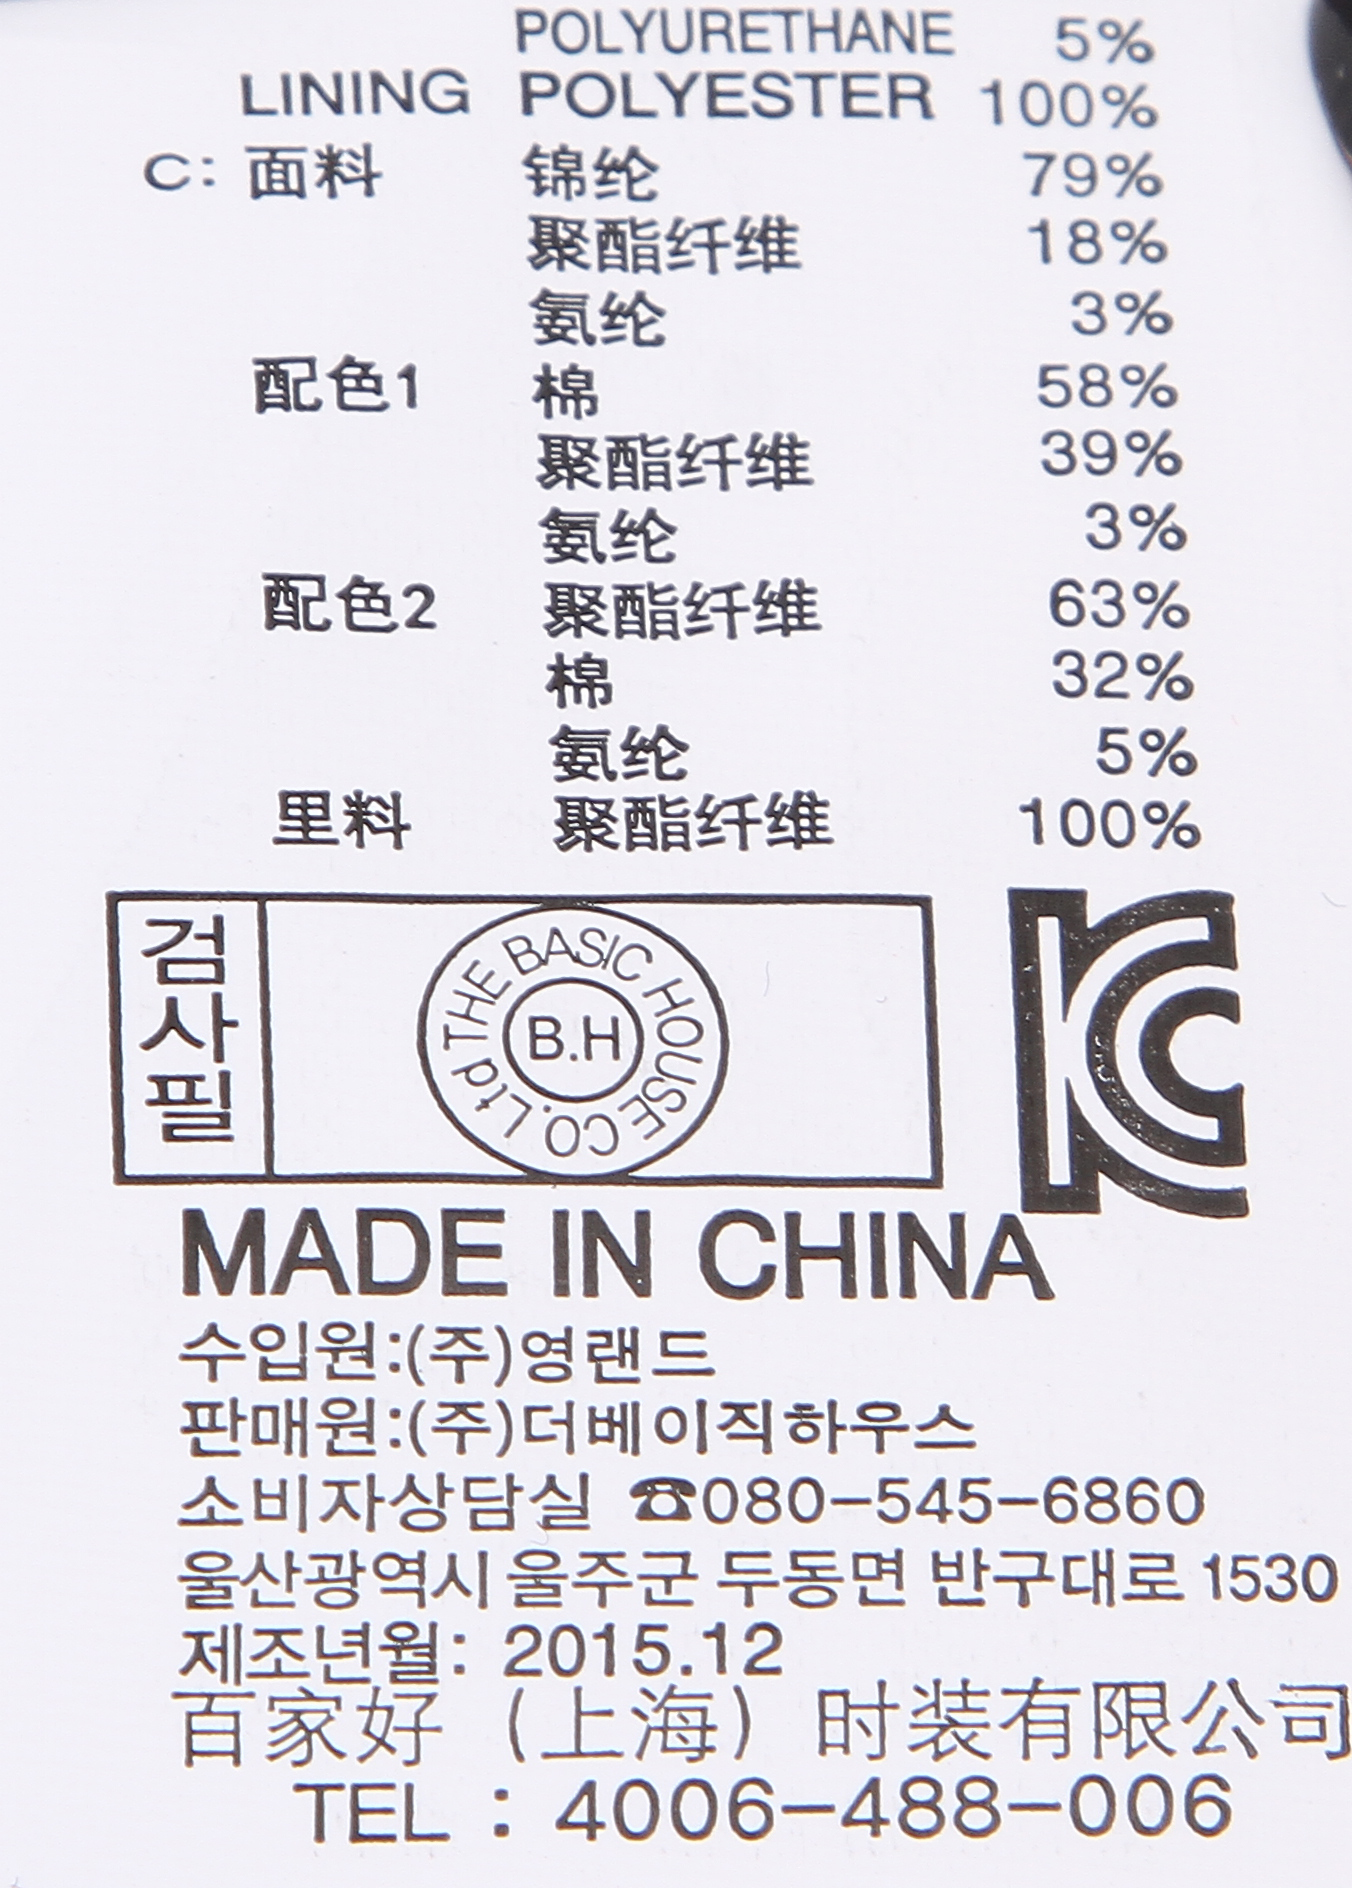 POLYURETHANE 5%
LINING POLYESTER 100%
C: 面料 锦纶 79%
聚酯纤维 18%
氨纶 3%
配色1 棉 58%
聚酯纤维 39%
氨纶 3%
配色2 聚酯纤维 63%
棉 32%
氨纶 5%
里料 聚酯纤维 100%
검사필
THE BASIC HOUSE CO.Ltd
B.H
KC
MADE IN CHINA
수입원:(주)영랜드
판매원:(주)더베이직하우스
소비자상담실 ☎080-545-6860
울산광역시 울주군 두동면 반구대로 1530
제조년월: 2015.12
百家好（上海）时装有限公司
TEL : 4006-488-006